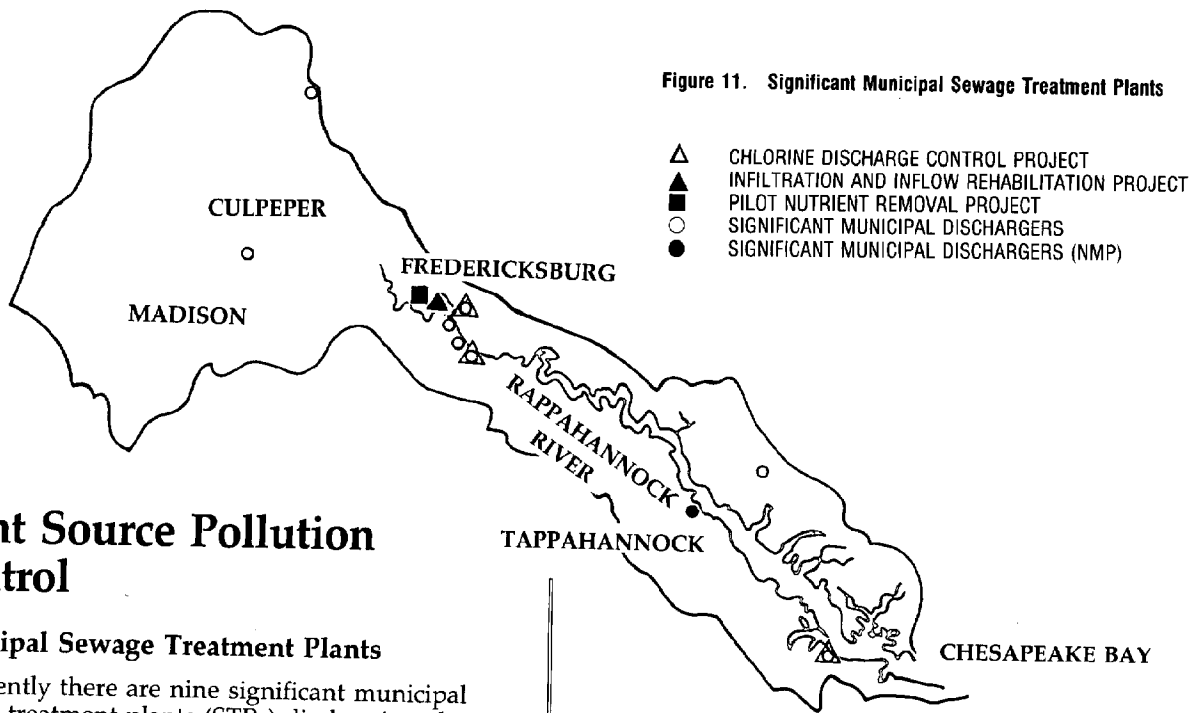 Figure 11. Significant Municipal Sewage Treatment Plants
CHLORINE DISCHARGE CONTROL PROJECT
INFILTRATION AND INFLOW REHABILITATION PROJECT
PILOT NUTRIENT REMOVAL PROJECT
SIGNIFICANT MUNICIPAL DISCHARGERS
SIGNIFICANT MUNICIPAL DISCHARGERS (NMP)
CULPEPER
MADISON
FREDERICKSBURG
RAPPAHANNOCK
RIVER
TAPPAHANNOCK
CHESAPEAKE BAY
nt Source Pollution
trol
ipal Sewage Treatment Plants
ently there are nine significant municipal